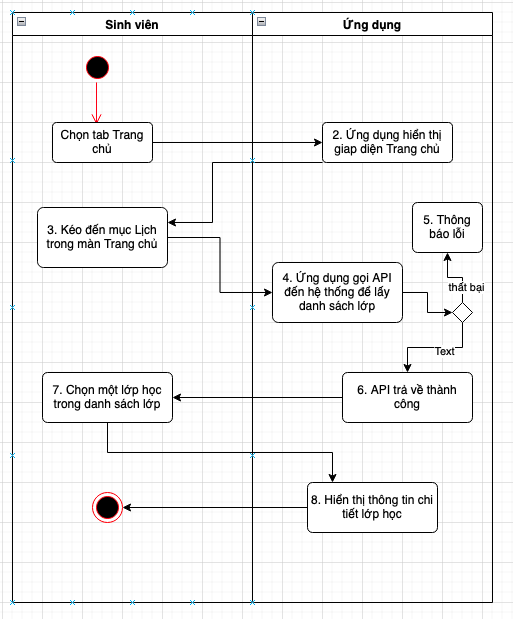 Sinh viên
Ứng dụng
Chọn tab Trang
chủ
2. Ứng dụng hiển thị
giap diện Trang chủ
3. Kéo đến mục Lịch
trong màn Trang chủ
5. Thông
báo lỗi
4. Ứng dụng gọi API
đến hệ thống để lấy
danh sách lớp
thất bại
Text
7. Chọn một lớp học
trong danh sách lớp
6. API trả về thành
công
8. Hiển thị thông tin chi
tiết lớp học